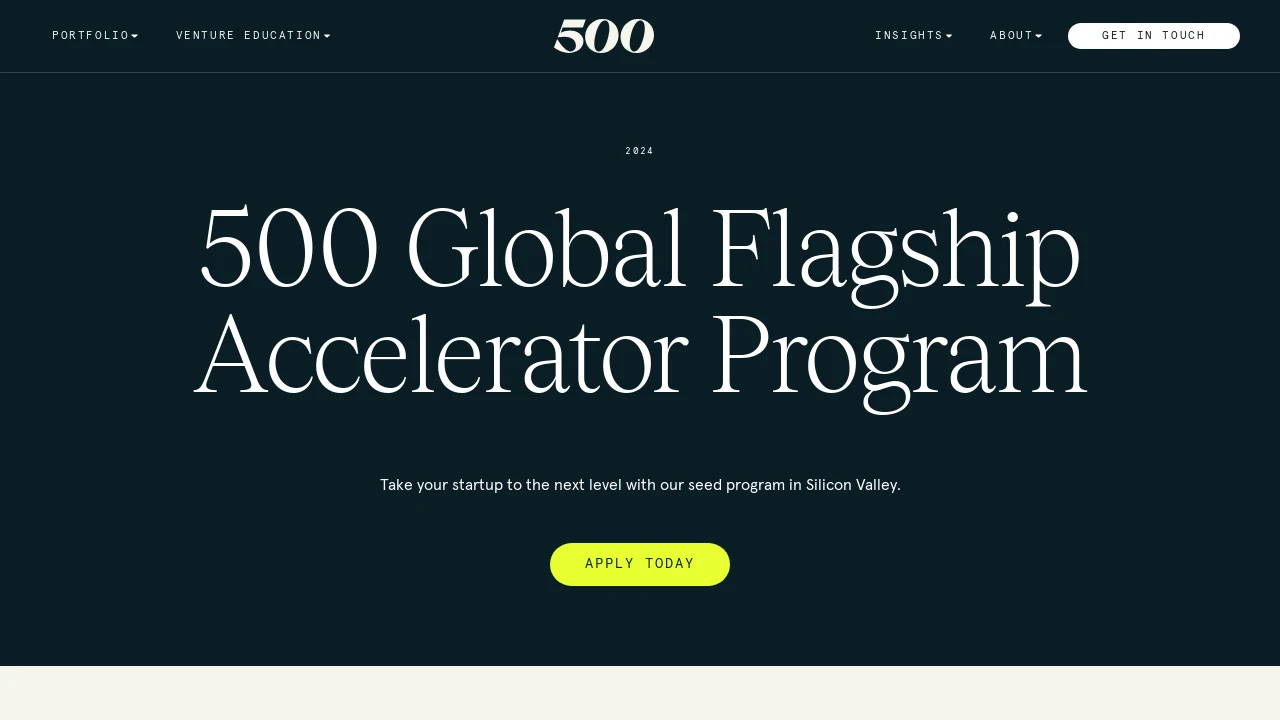 PORTFOLIO
VENTURE EDUCATION
500
INSIGHTS
ABOUT
GET IN TOUCH
2024
500 Global Flagship
Accelerator Program
Take your startup to the next level with our seed program in Silicon Valley.
APPLY TODAY